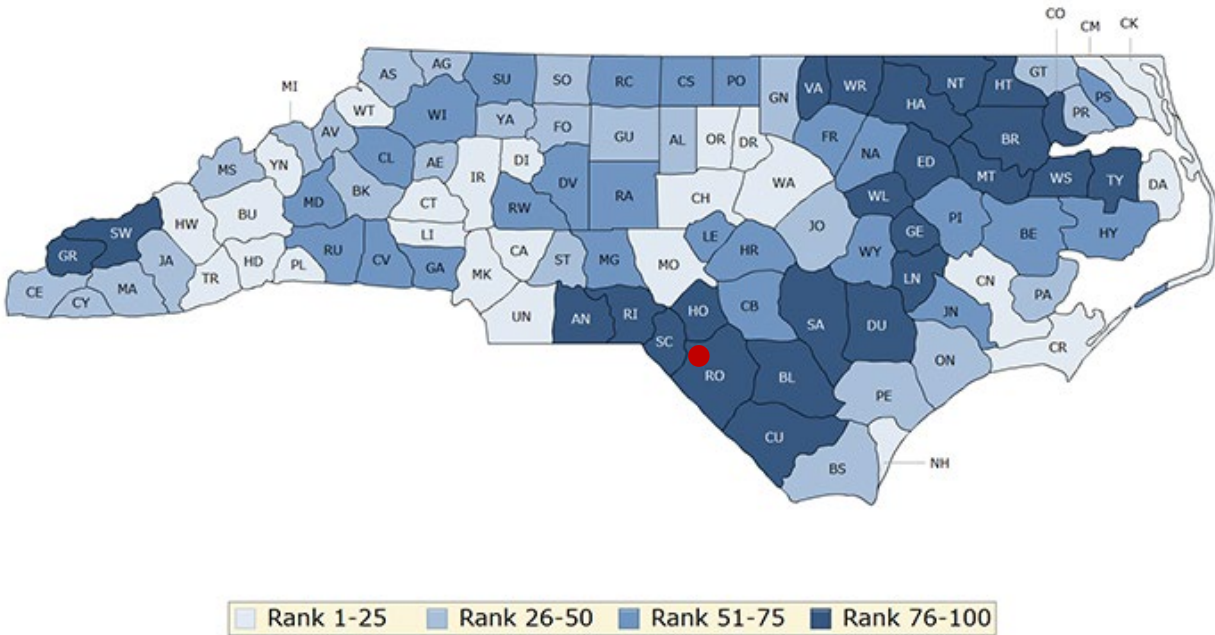 CO
CM
CK
AS
AG
SU
SO
RC
CS
PO
GN
VA
WR
NT
HT
GT
MI
WT
WI
YA
FO
GU
AL
OR
DR
HA
PR
PS
MS
YN
AV
CL
AE
DI
DV
RA
FR
NA
BR
ED
MT
WS
TY
DA
MD
BK
CT
IR
RW
CH
WA
WL
SW
HW
BU
GR
JA
TR
HD
PL
RU
CV
LI
GA
CA
ST
MG
MO
LE
HR
JO
WY
GE
PI
BE
HY
CE
CY
MA
MK
UN
AN
RI
HO
CB
SA
DU
LN
CN
PA
JN
SC
RO
BL
ON
CR
PE
CU
BS
NH
Rank 1-25 Rank 26-50 Rank 51-75 Rank 76-100